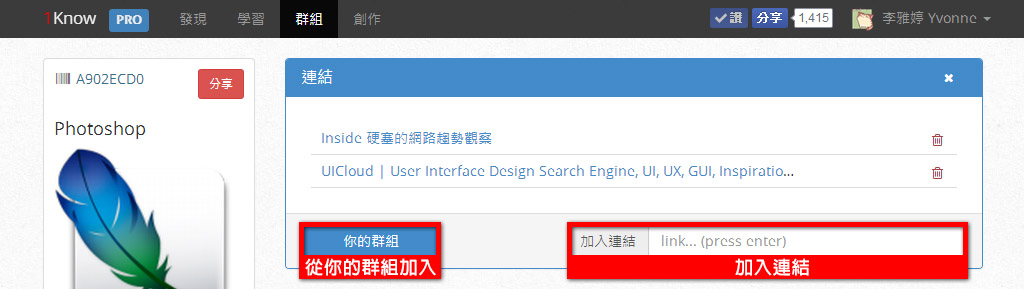 1Know PRO 發現 學習 群組 創作 讚 分享 1,415 李雅婷 Yvonne
A902ECD0 分享
Photoshop
連結
Inside 硬塞的網路趨勢觀察
UICloud | User Interface Design Search Engine, UI, UX, GUI, Inspiratio...
你的群組
從你的群組加入
加入連結 link... (press enter)
加入連結